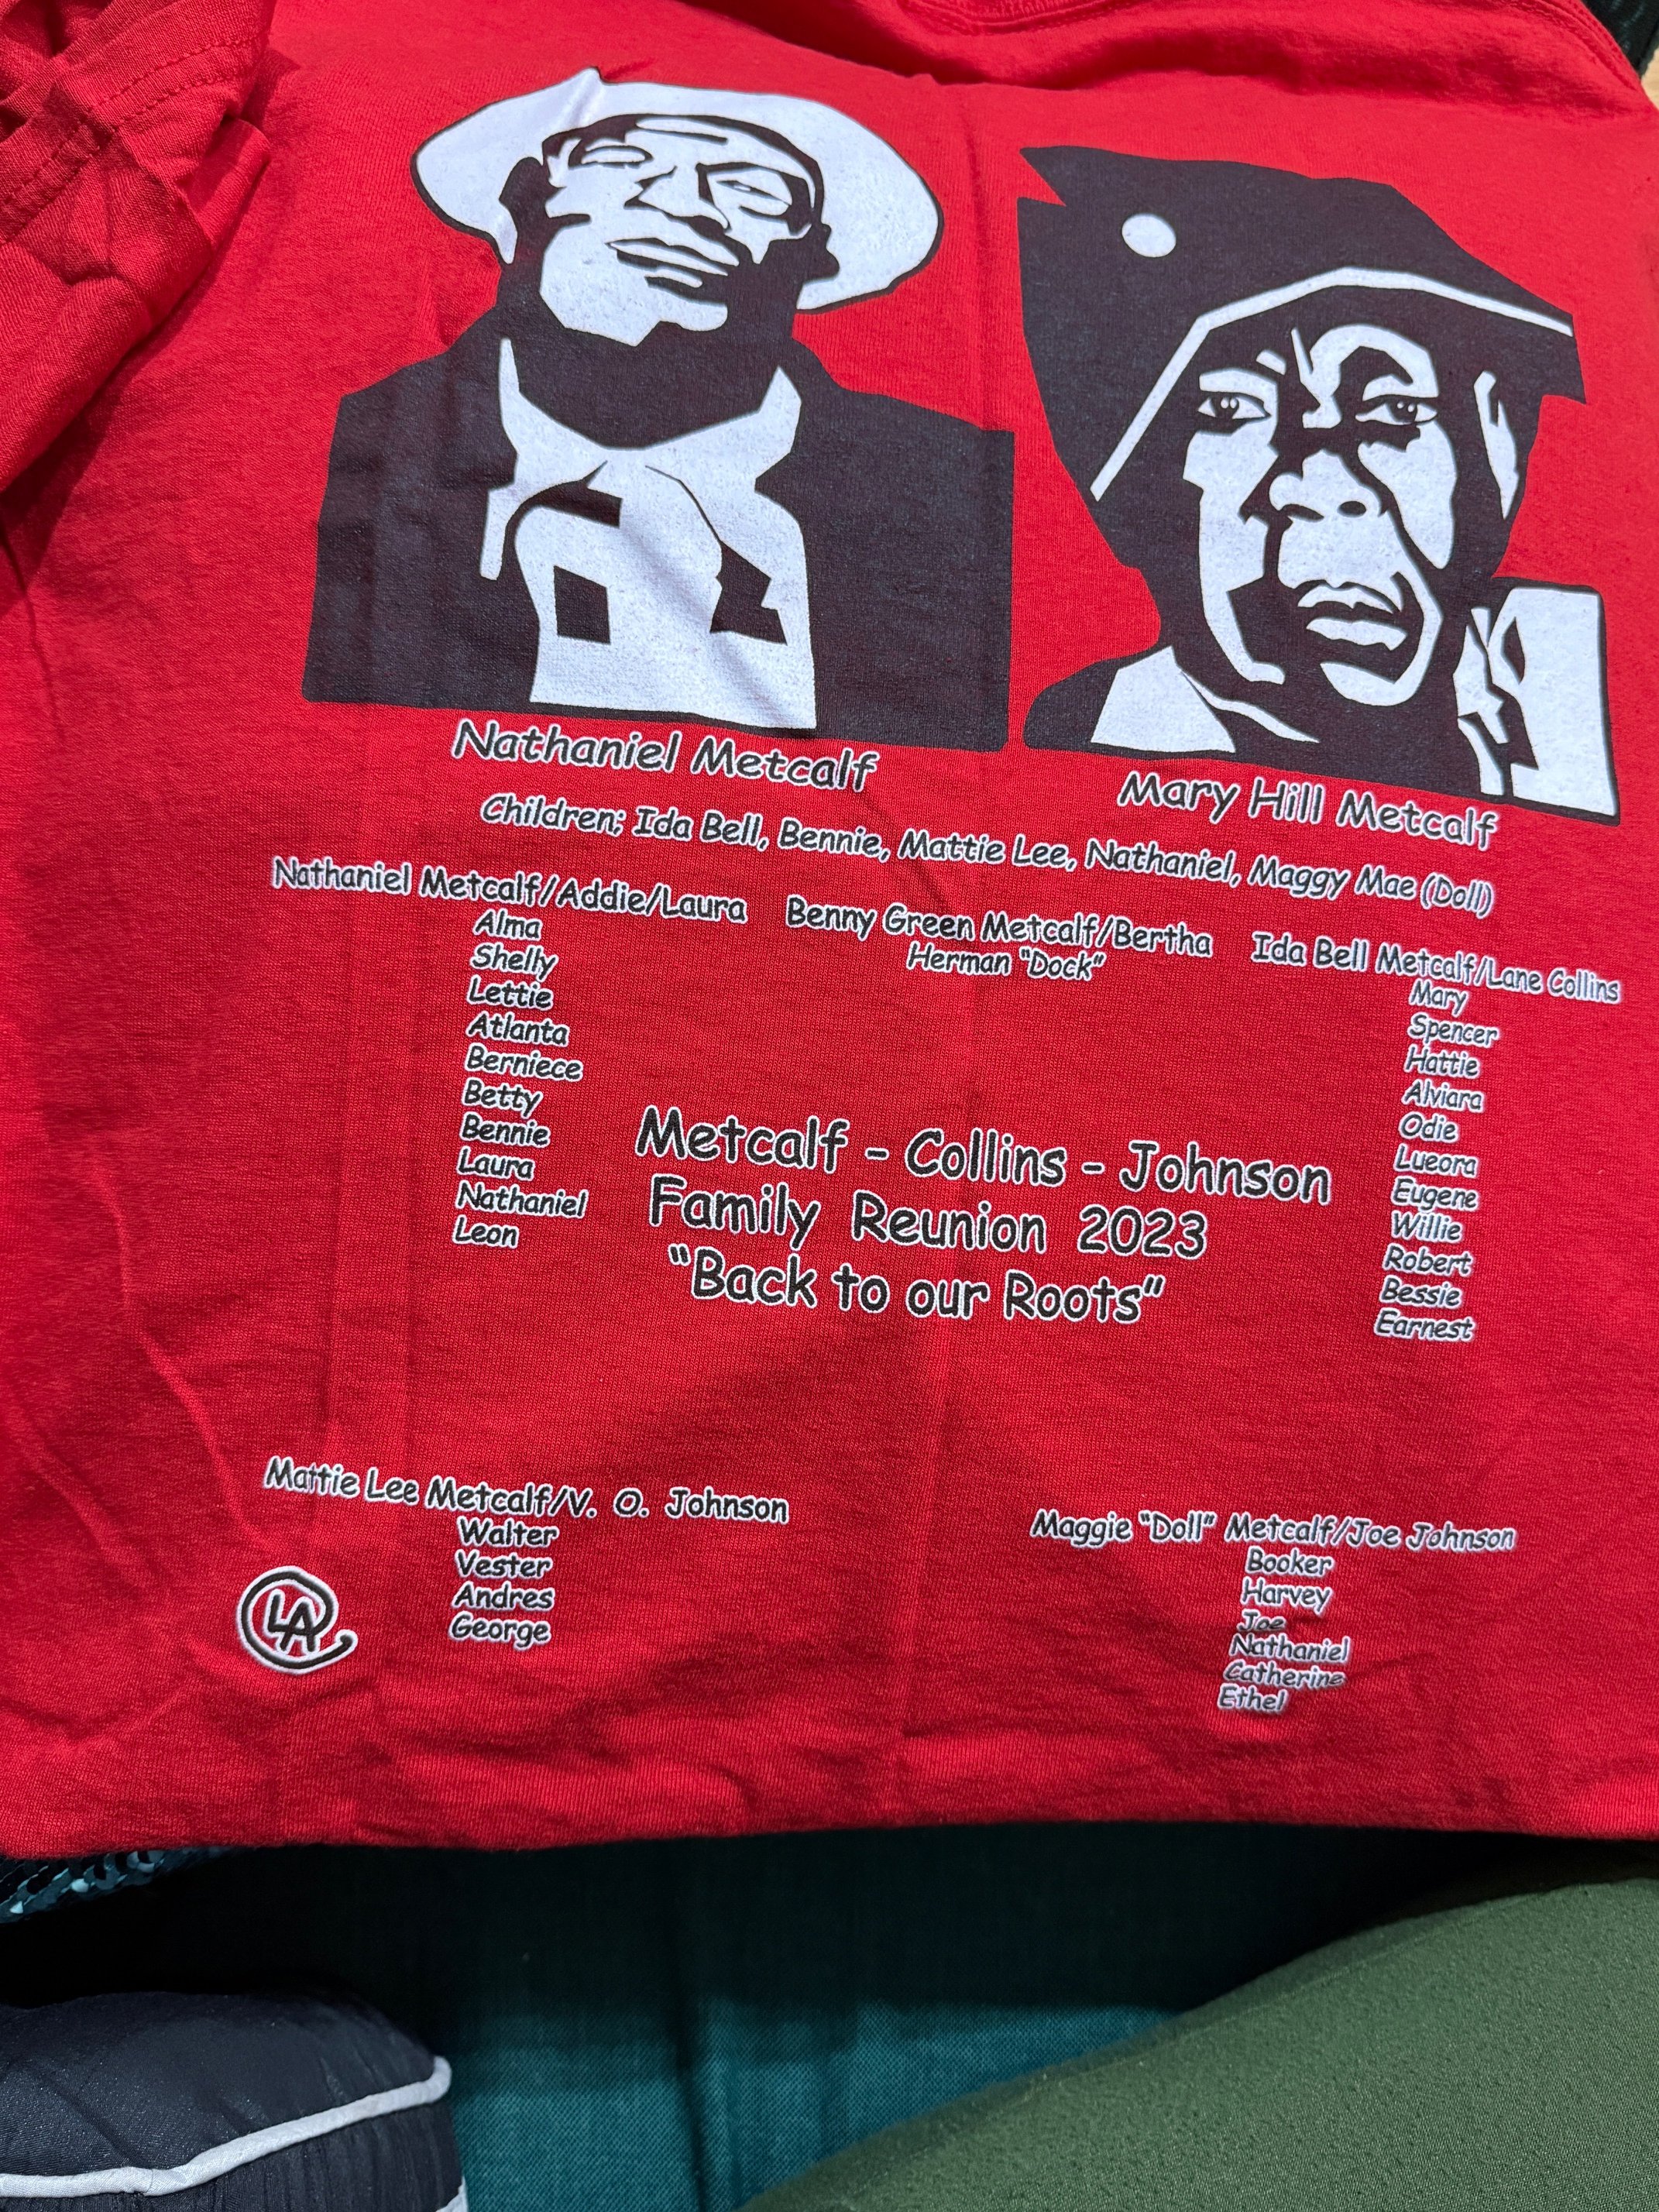 Nathaniel Metcalf
Mary Hill Metcalf
Children; Ida Bell, Bennie, Mattie Lee, Nathaniel, Maggy Mae (Doll)
Nathaniel Metcalf/Addie/Laura
Alma
Shelly
Lettie
Atlanta
Berniece
Betty
Bennie
Laura
Nathaniel
Leon
Benny Green Metcalf/Bertha
Herman "Dock"
Ida Bell Metcalf/Lane Collins
Mary
Spencer
Hattie
Alviara
Odie
Lueora
Eugene
Willie
Robert
Bessie
Earnest
Metcalf - Collins - Johnson
Family Reunion 2023
"Back to our Roots"
Mattie Lee Metcalf/V. O. Johnson
Walter
Vester
Andres
George
Maggie "Doll" Metcalf/Joe Johnson
Booker
Harvey
Joe
Nathaniel
Catherine
Ethel
LA